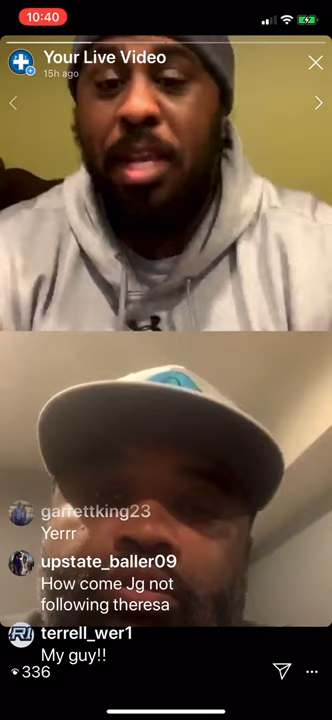 10:40
Your Live Video
15h ago
garrettking23
Yerrr
upstate_baller09
How come Jg not
following theresa
terrell_wer1
My guy!!
336